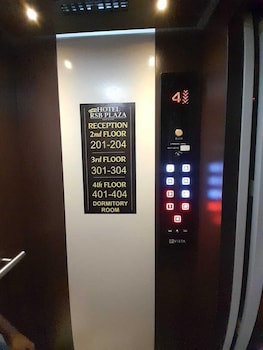 HOTEL
RSB PLAZA
RECEPTION
2nd FLOOR
201-204
3rd FLOOR
301-304
4th FLOOR
401-404
DORMITORY
ROOM
4